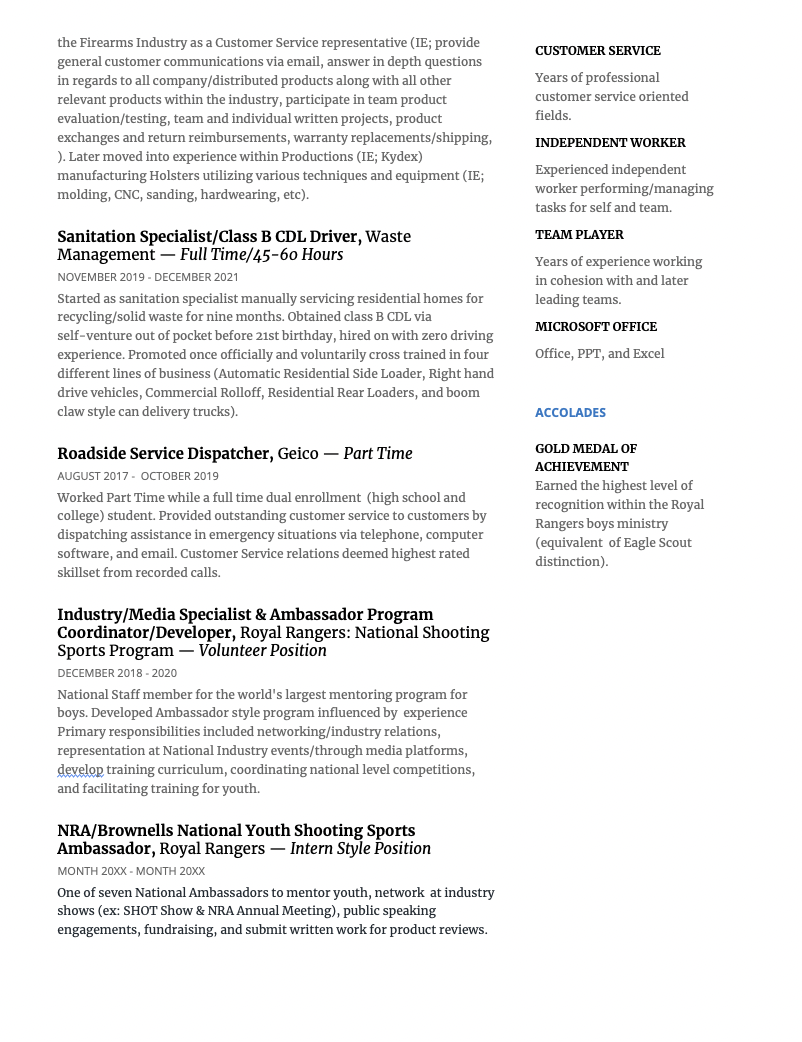 the Firearms Industry as a Customer Service representative (IE; provide
general customer communications via email, answer in depth questions
in regards to all company/distributed products along with all other
relevant products within the industry, participate in team product
evaluation/testing, team and individual written projects, product
exchanges and return reimbursements, warranty replacements/shipping,
). Later moved into experience within Productions (IE; Kydex)
manufacturing Holsters utilizing various techniques and equipment (IE;
molding, CNC, sanding, hardwearing, etc).
Sanitation Specialist/Class B CDL Driver, Waste
Management — Full Time/45-60 Hours
NOVEMBER 2019 - DECEMBER 2021
Started as sanitation specialist manually servicing residential homes for
recycling/solid waste for nine months. Obtained class B CDL via
self-venture out of pocket before 21st birthday, hired on with zero driving
experience. Promoted once officially and voluntarily cross trained in four
different lines of business (Automatic Residential Side Loader, Right hand
drive vehicles, Commercial Rolloff, Residential Rear Loaders, and boom
claw style can delivery trucks).
Roadside Service Dispatcher, Geico — Part Time
AUGUST 2017 - OCTOBER 2019
Worked Part Time while a full time dual enrollment (high school and
college) student. Provided outstanding customer service to customers by
dispatching assistance in emergency situations via telephone, computer
software, and email. Customer Service relations deemed highest rated
skillset from recorded calls.
Industry/Media Specialist & Ambassador Program
Coordinator/Developer, Royal Rangers: National Shooting
Sports Program — Volunteer Position
DECEMBER 2018 - 2020
National Staff member for the world's largest mentoring program for
boys. Developed Ambassador style program influenced by experience
Primary responsibilities included networking/industry relations,
representation at National Industry events/through media platforms,
develop training curriculum, coordinating national level competitions,
and facilitating training for youth.
NRA/Brownells National Youth Shooting Sports
Ambassador, Royal Rangers — Intern Style Position
MONTH 20XX - MONTH 20XX
One of seven National Ambassadors to mentor youth, network at industry
shows (ex: SHOT Show & NRA Annual Meeting), public speaking
engagements, fundraising, and submit written work for product reviews.
CUSTOMER SERVICE
Years of professional
customer service oriented
fields.
INDEPENDENT WORKER
Experienced independent
worker performing/managing
tasks for self and team.
TEAM PLAYER
Years of experience working
in cohesion with and later
leading teams.
MICROSOFT OFFICE
Office, PPT, and Excel
ACCOLADES
GOLD MEDAL OF
ACHIEVEMENT
Earned the highest level of
recognition within the Royal
Rangers boys ministry
(equivalent of Eagle Scout
distinction).